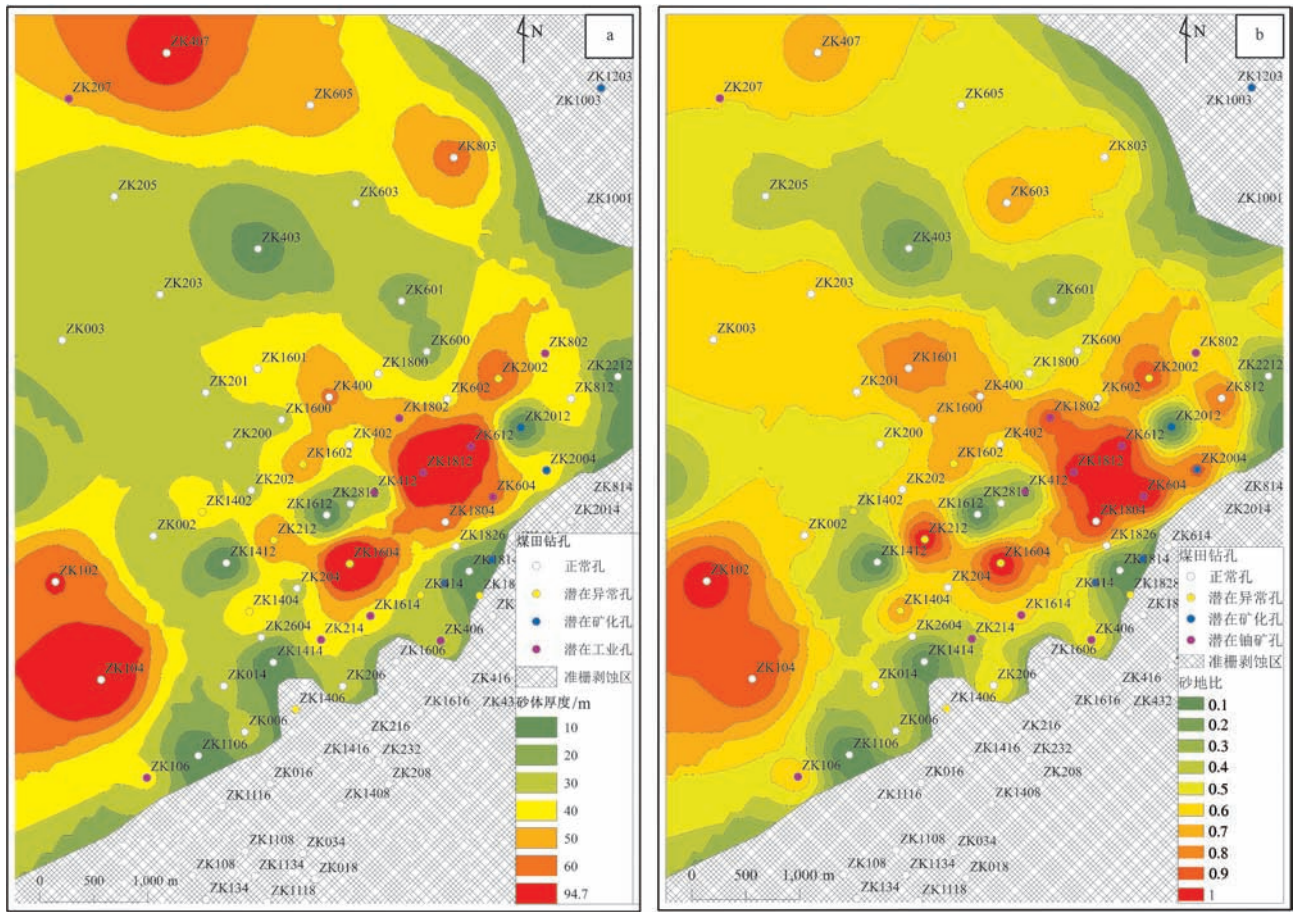 a
N
ZK407
ZK1203
ZK207
ZK1003
ZK605
ZK803
ZK205
ZK603
ZK1001
ZK403
ZK203
ZK601
ZK003
ZK600
ZK802
ZK1601
ZK1800
ZK2002
ZK2212
ZK201
ZK400
ZK602
ZK812
ZK1600
ZK1802
ZK2012
ZK200
ZK402
ZK612
ZK1602
ZK1812
ZK2004
ZK202
ZK412
ZK1402
ZK281
ZK604
ZK814
ZK1612
ZK1804
ZK2014
ZK002
ZK212
ZK1826
ZK614
ZK1412
ZK1604
ZK1814
ZK102
ZK204
ZK1404
ZK1614
ZK2604
ZK214
ZK406
ZK1414
ZK1606
ZK104
ZK014
ZK206
ZK416
ZK1406
ZK1616
ZK006
ZK216
ZK1106
ZK1416
ZK232
ZK106
ZK016
ZK208
ZK1116
ZK1408
ZK1108
ZK034
ZK108
ZK1134
ZK018
ZK134
ZK1118
煤田钻孔
正常孔
潜在异常孔
潜在矿化孔
潜在工业孔
准栅剥蚀区
砂体厚度/m
10
20
30
40
50
60
94.7
0 500 1,000 m
b
N
ZK407
ZK1203
ZK207
ZK1003
ZK605
ZK803
ZK205
ZK603
ZK1001
ZK403
ZK203
ZK601
ZK003
ZK600
ZK802
ZK1601
ZK1800
ZK2002
ZK2212
ZK201
ZK400
ZK602
ZK812
ZK1600
ZK1802
ZK2012
ZK200
ZK402
ZK612
ZK1602
ZK1812
ZK2004
ZK202
ZK412
ZK1402
ZK281
ZK604
ZK814
ZK1612
ZK1804
ZK2014
ZK002
ZK212
ZK1826
ZK614
ZK1412
ZK1604
ZK1814
ZK102
ZK204
ZK1828
ZK1404
ZK1614
ZK2604
ZK214
ZK406
ZK1414
ZK1606
ZK104
ZK014
ZK206
ZK416
ZK1406
ZK1616
ZK432
ZK006
ZK216
ZK1106
ZK1416
ZK232
ZK106
ZK016
ZK208
ZK1116
ZK1408
ZK1108
ZK034
ZK108
ZK1134
ZK018
ZK134
ZK1118
煤田钻孔
正常孔
潜在异常孔
潜在矿化孔
潜在铀矿孔
准栅剥蚀区
砂地比
0.1
0.2
0.3
0.4
0.5
0.6
0.7
0.8
0.9
1
0 500 1,000 m